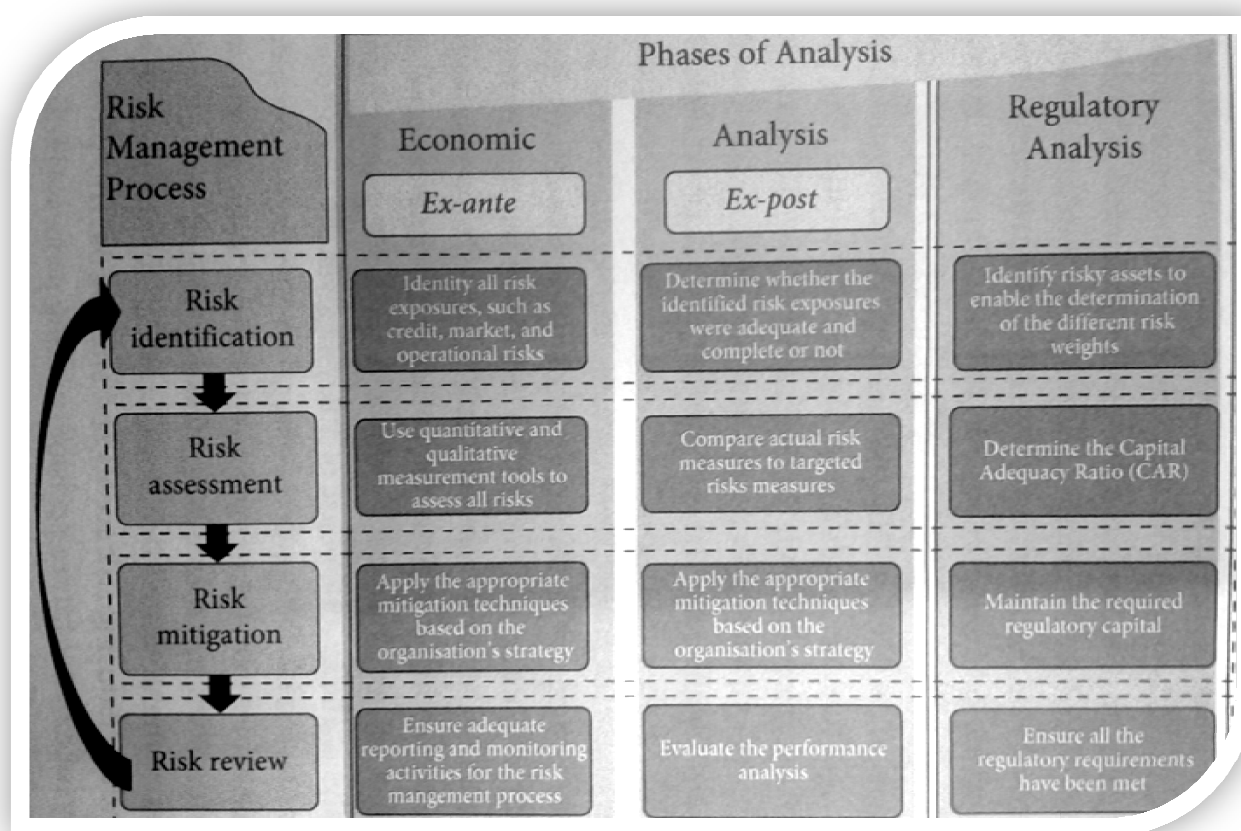 Phases of Analysis
Risk
Management
Process
Economic
Ex-ante
Analysis
Ex-post
Regulatory
Analysis
Risk
identification
Identity all risk
exposures, such as
credit, market, and
operational risks
Determine whether the
identified risk exposures
were adequate and
complete or not
Identify risky assets to
enable the determination
of the different risk
weights
Risk
assessment
Use quantitative and
qualitative
measurement tools to
assess all risks
Compare actual risk
measures to targeted
risks measures
Determine the Capital
Adequacy Ratio (CAR)
Risk
mitigation
Apply the appropriate
mitigation techniques
based on the
organisation's strategy
Apply the appropriate
mitigation techniques
based on the
organisation's strategy
Maintain the required
regulatory capital
Risk review
Ensure adequate
reporting and monitoring
activities for the risk
mangement process
Evaluate the performance
analysis
Ensure all the
regulatory requirements
have been met